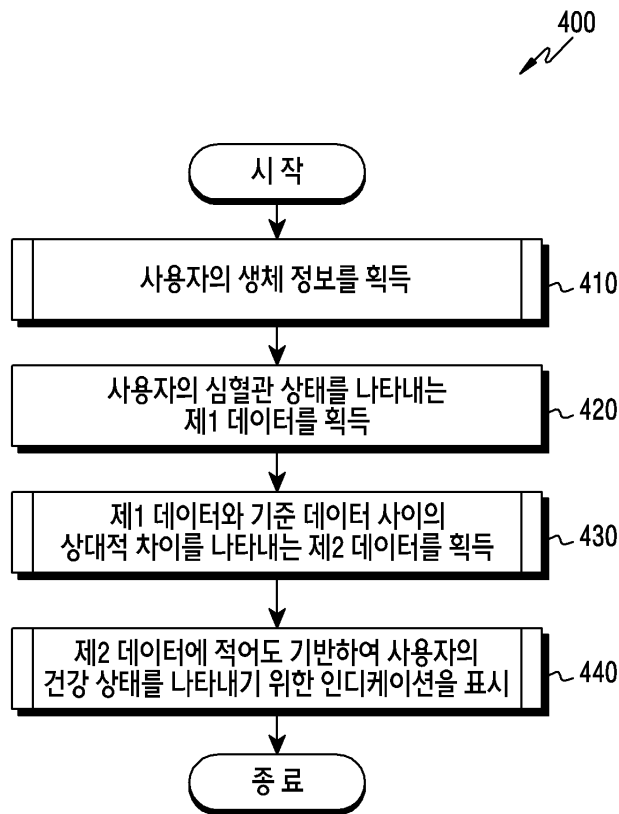 400
시 작
사용자의 생체 정보를 획득
410
사용자의 심혈관 상태를 나타내는
제1 데이터를 획득
420
제1 데이터와 기준 데이터 사이의
상대적 차이를 나타내는 제2 데이터를 획득
430
제2 데이터에 적어도 기반하여 사용자의
건강 상태를 나타내기 위한 인디케이션을 표시
440
종 료